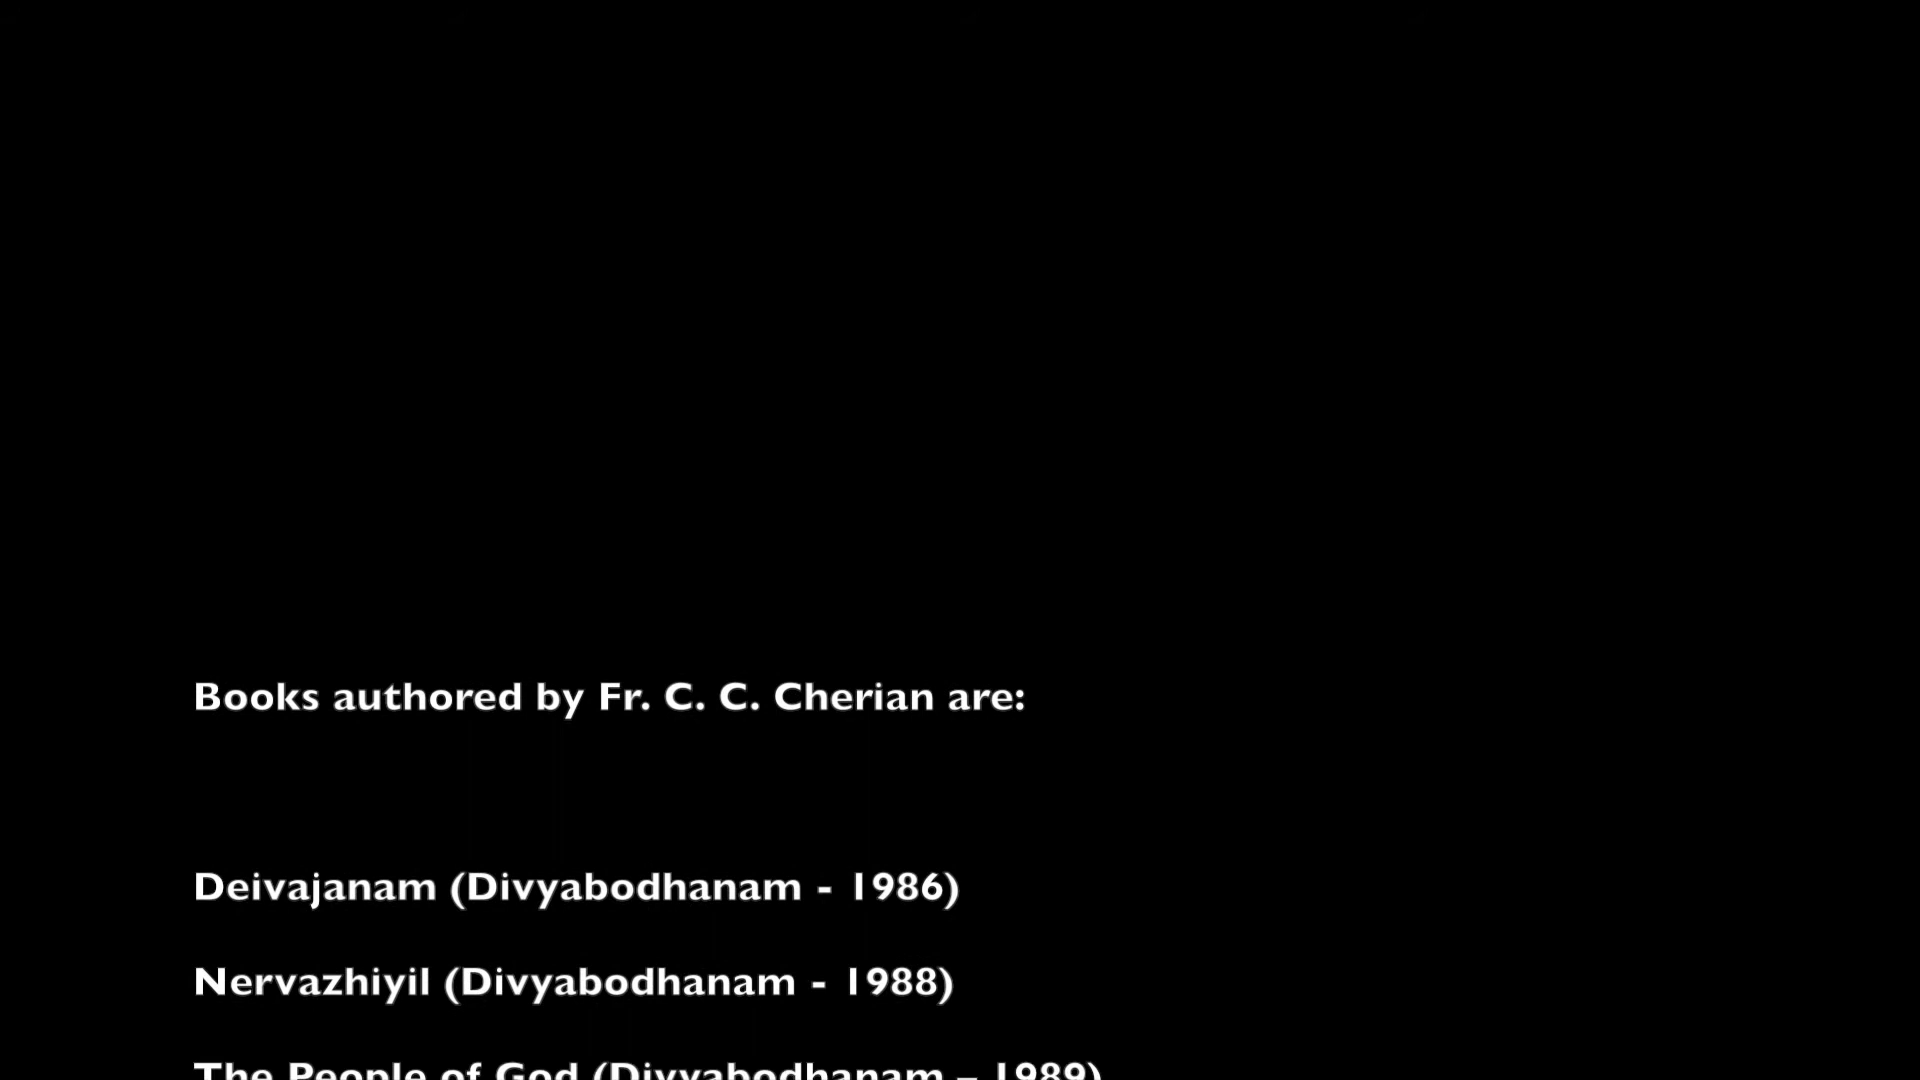 Books authored by Fr. C. C. Cherian are:
Deivajanam (Divyabodhanam - 1986)
Nervazhiyil (Divyabodhanam - 1988)
The People of God (Divyabodhanam – 1989)